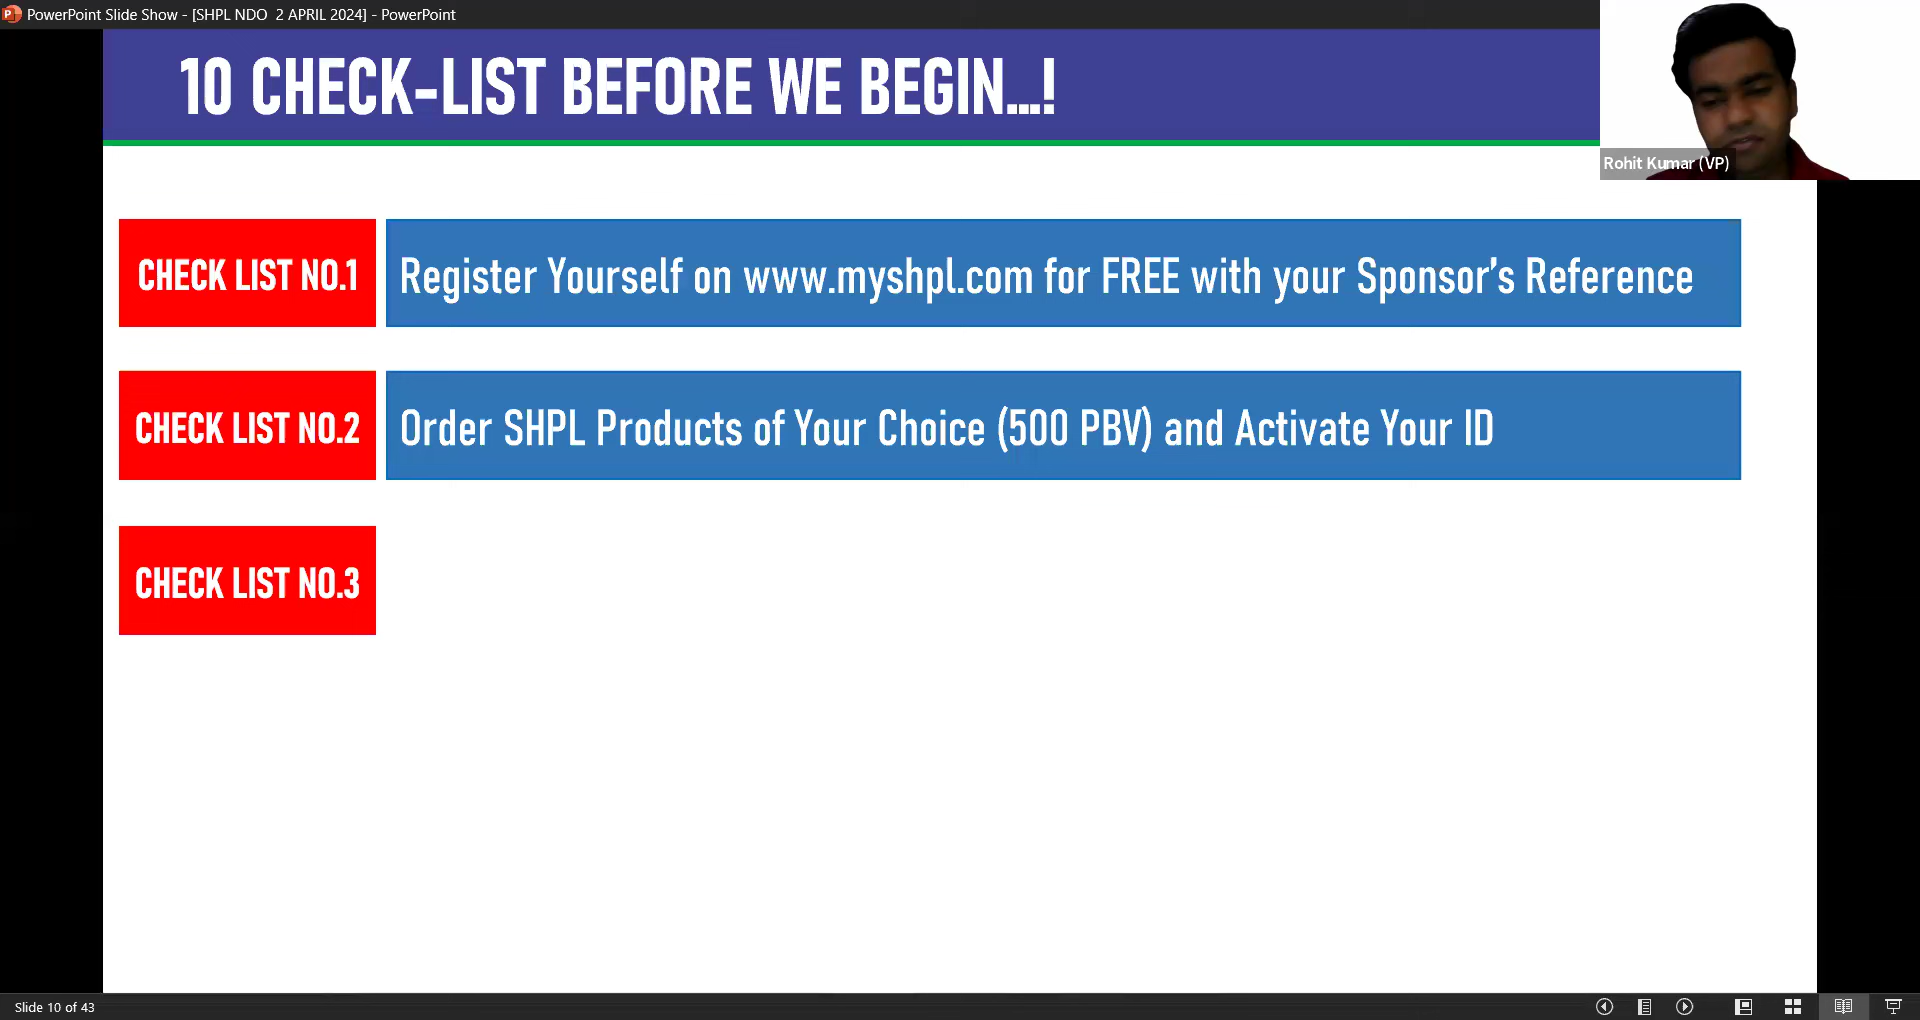 PowerPoint Slide Show - [SHPL NDO  2 APRIL 2024] - PowerPoint
10 CHECK-LIST BEFORE WE BEGIN...!
Rohit Kumar (VP)
CHECK LIST NO.1
Register Yourself on www.myshpl.com for FREE with your Sponsor's Reference
CHECK LIST NO.2
Order SHPL Products of Your Choice (500 PBV) and Activate Your ID
CHECK LIST NO.3
Slide 10 of 43